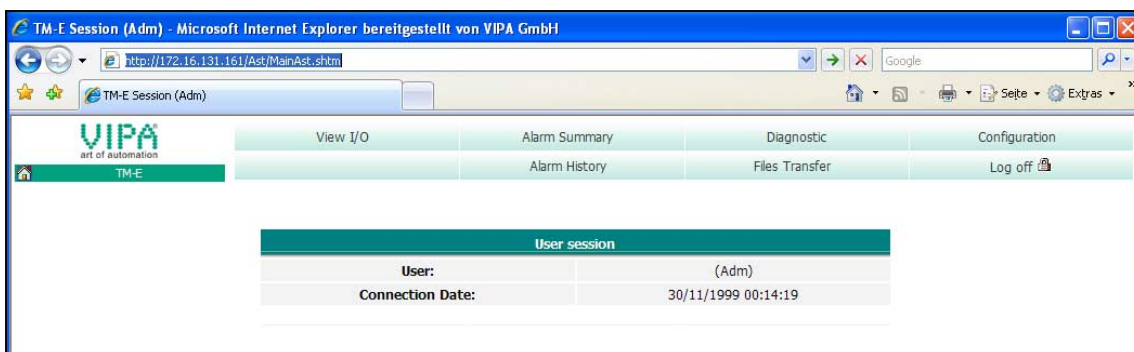 TM-E Session (Adm) - Microsoft Internet Explorer bereitgestellt von VIPA GmbH
http://172.16.131.161/Ast/MainAst.shtm Google
TM-E Session (Adm) Seite Extras »
VIPA
art of automation
TM-E
View I/O Alarm Summary Diagnostic Configuration
Alarm History Files Transfer Log off
User session
User: (Adm)
Connection Date: 30/11/1999 00:14:19